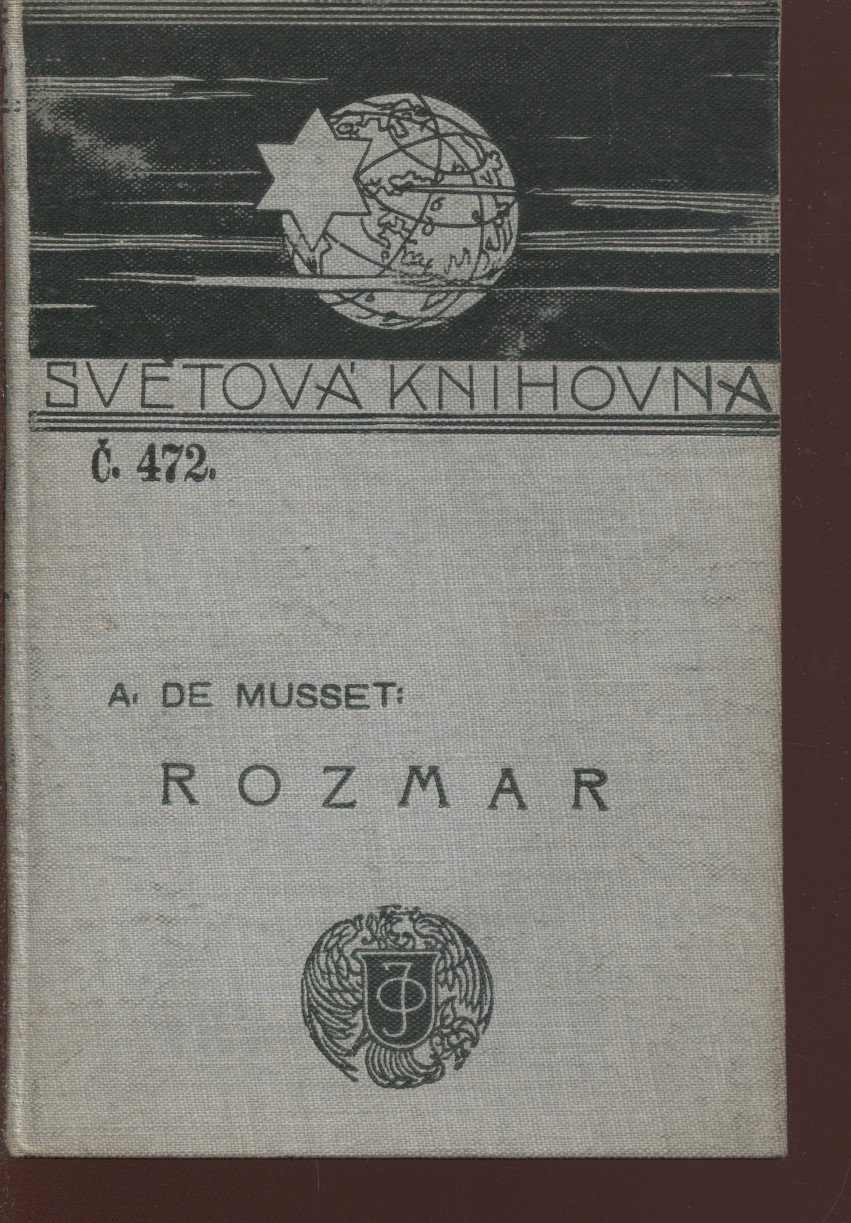 SVĚTOVÁ KNIHOVNA
Č. 472.
A. DE MUSSET:
ROZMAR